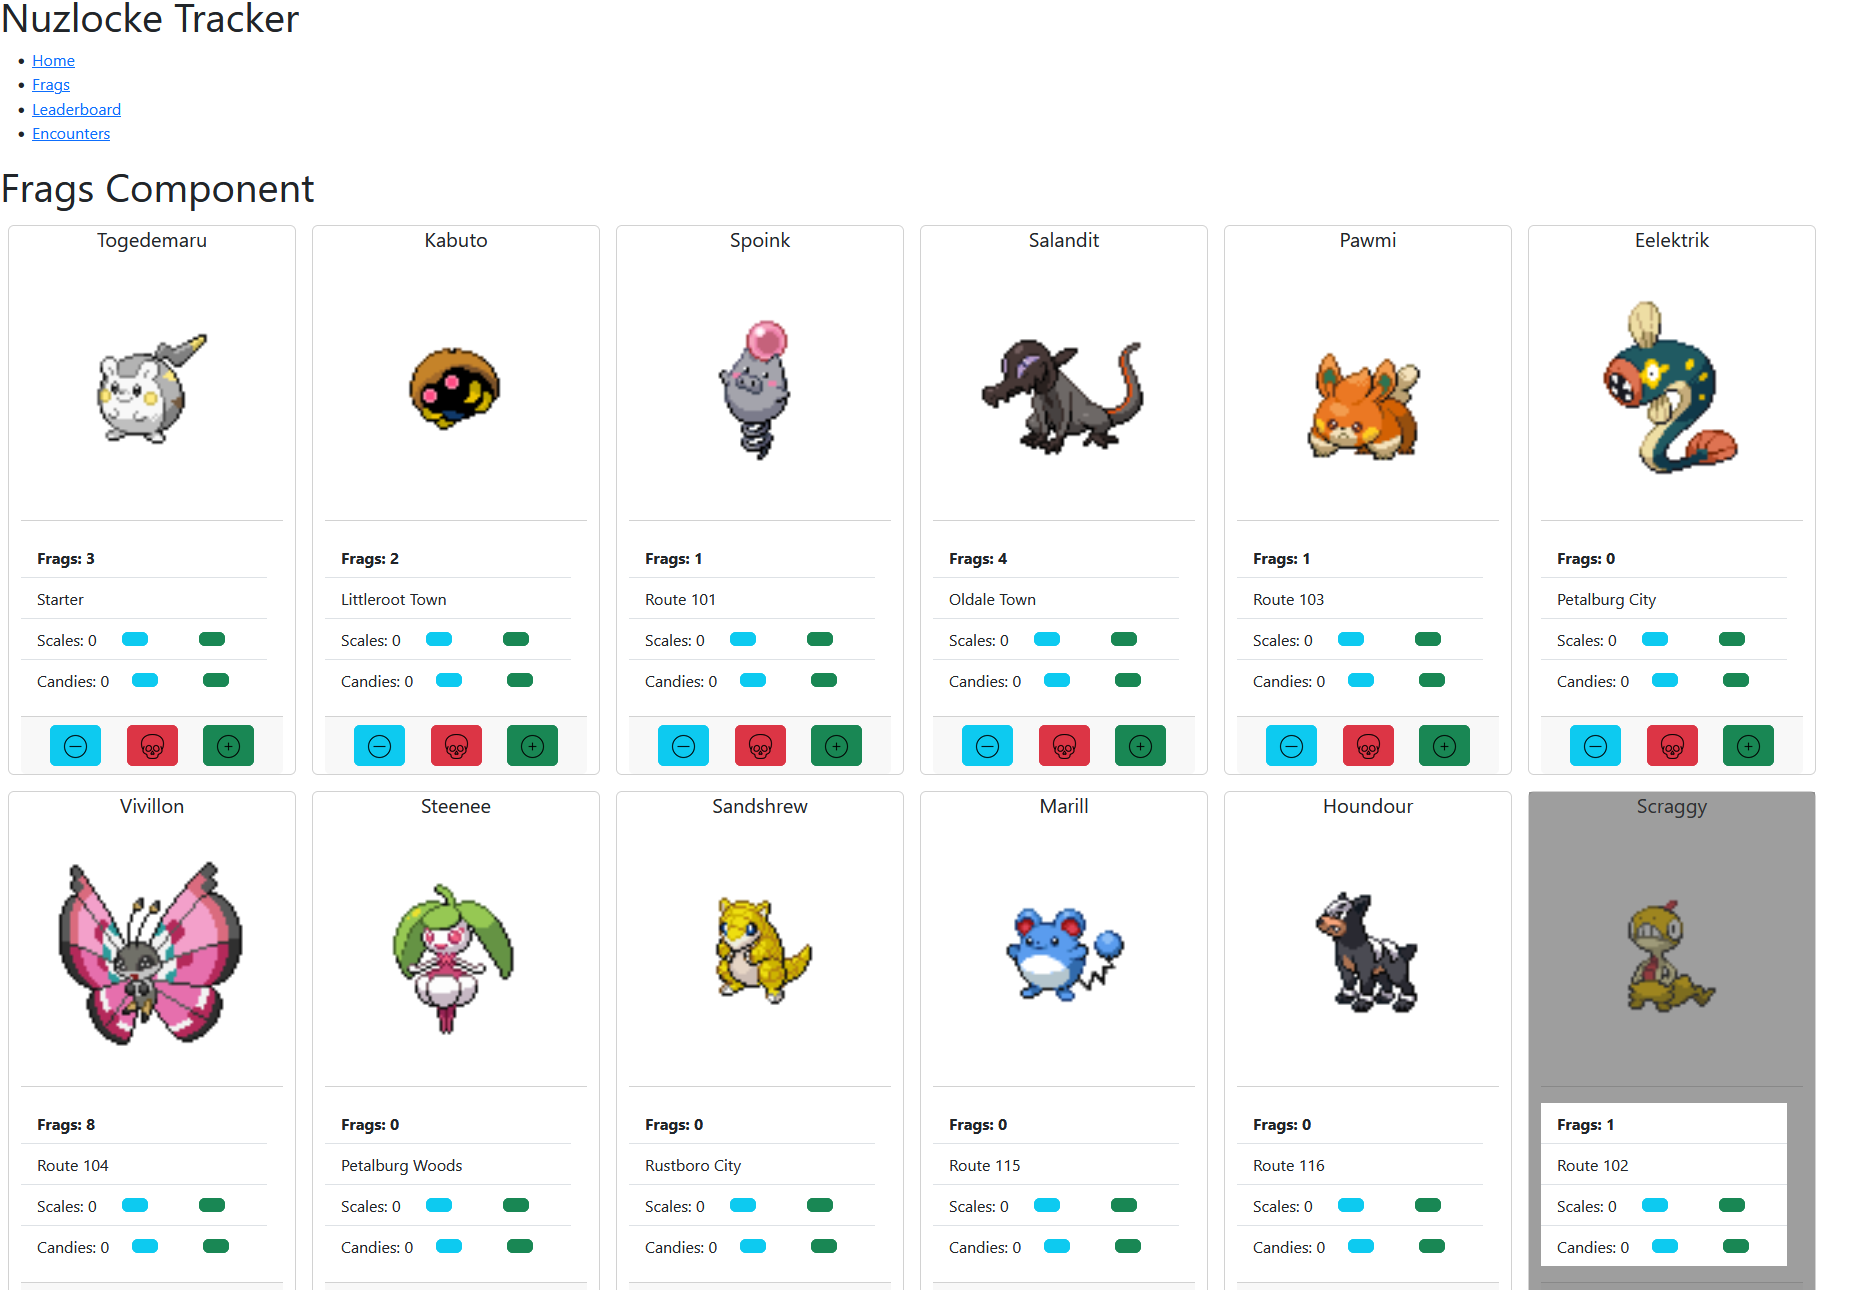 Nuzlocke Tracker
Home
Frags
Leaderboard
Encounters
Frags Component
Togedemaru
Frags: 3
Starter
Scales: 0
Candies: 0
Kabuto
Frags: 2
Littleroot Town
Scales: 0
Candies: 0
Spoink
Frags: 1
Route 101
Scales: 0
Candies: 0
Salandit
Frags: 4
Oldale Town
Scales: 0
Candies: 0
Pawmi
Frags: 1
Route 103
Scales: 0
Candies: 0
Eelektrik
Frags: 0
Petalburg City
Scales: 0
Candies: 0
Vivillon
Frags: 8
Route 104
Scales: 0
Candies: 0
Steenee
Frags: 0
Petalburg Woods
Scales: 0
Candies: 0
Sandshrew
Frags: 0
Rustboro City
Scales: 0
Candies: 0
Marill
Frags: 0
Route 115
Scales: 0
Candies: 0
Houndour
Frags: 0
Route 116
Scales: 0
Candies: 0
Scraggy
Frags: 1
Route 102
Scales: 0
Candies: 0